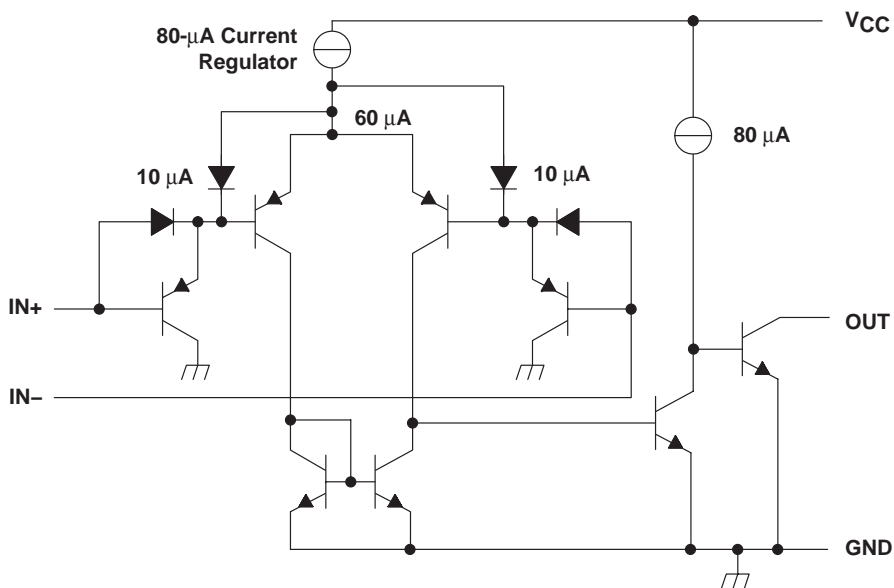 80-μA Current
Regulator
VCC
60 μA
80 μA
10 μA
10 μA
IN+
OUT
IN–
GND